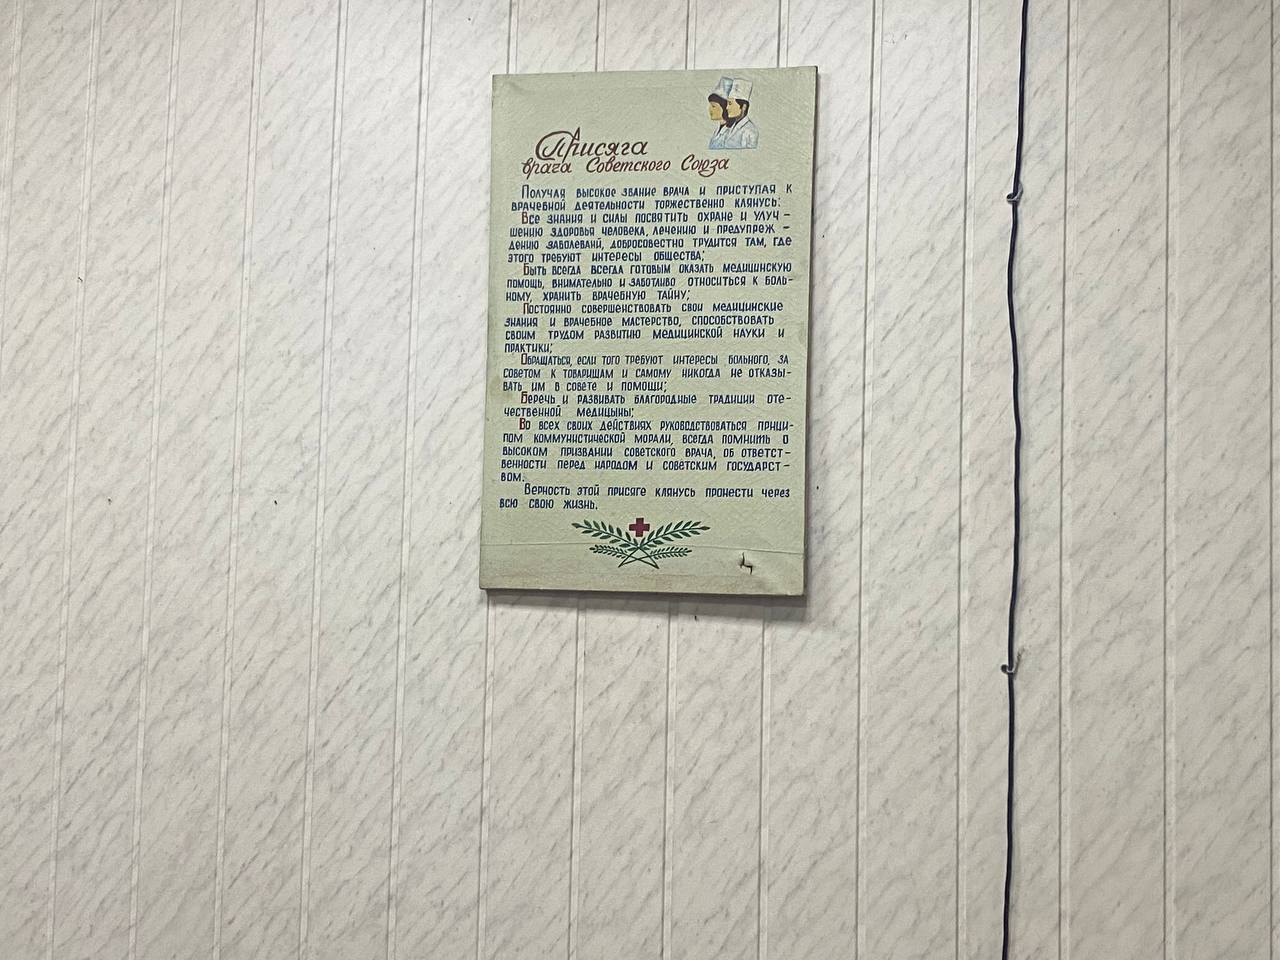 Присяга
врача Советского Союза
Получая высокое звание врача и приступая к
врачебной деятельности торжественно клянусь:
Все знания и силы посвятить охране и улуч –
шению здоровья человека, лечению и предупреж –
дению заболевани, добросовестно трудится там, где
этого требуют интересы общества;
Быть всегда всегда готовым оказать медицинскую
помощь, внимательно и заботливо относиться к боль-
ному, хранить врачебную тайну;
Постоянно совершенствовать свои медицинские
знания и врачебное мастерство, способствовать
своим трудом развитию медицинской науки и
практики;
Обращаться, если того требуют интересы больного, за
советом к товарищам и самому никогда не отказы-
вать им в совете и помощи;
Беречь и развивать благородные традиции оте-
чественной медицыны;
Во всех своих действиях руководствоваться принци-
пом коммунистической морали, всегда помнить о
высоком призвании советского врача, об ответст –
венности перед народом и советским государст –
вом.
Верность этой присяге клянусь пронести через
всю свою жизнь.